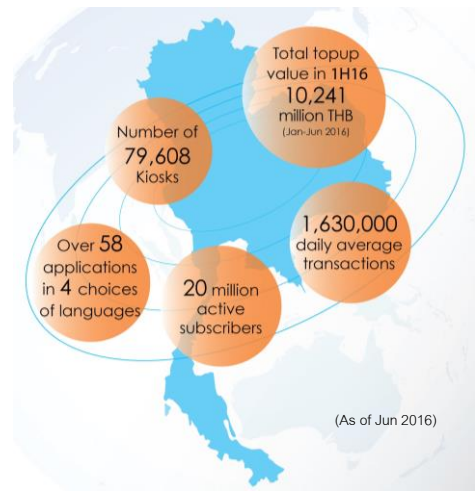 Total topup
value in 1H16
10,241
million THB
(Jan-Jun 2016)
Number of
79,608
Kiosks
1,630,000
daily average
transactions
Over 58
applications
in 4 choices
of languages
20 million
active
subscribers
(As of Jun 2016)